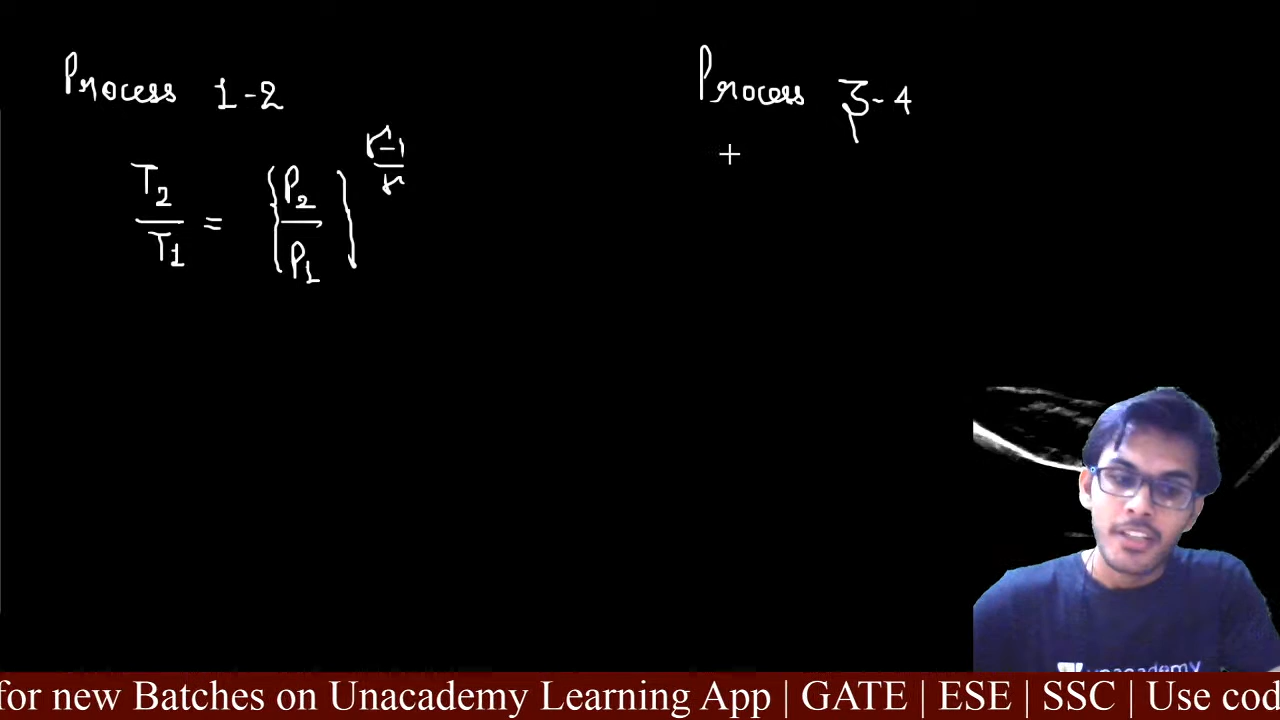 Process 1-2
Process 3-4
T2/T1 = {P2/P1}^(r-1/r)
unacademy
for new Batches on Unacademy Learning App | GATE | ESE | SSC | Use cod